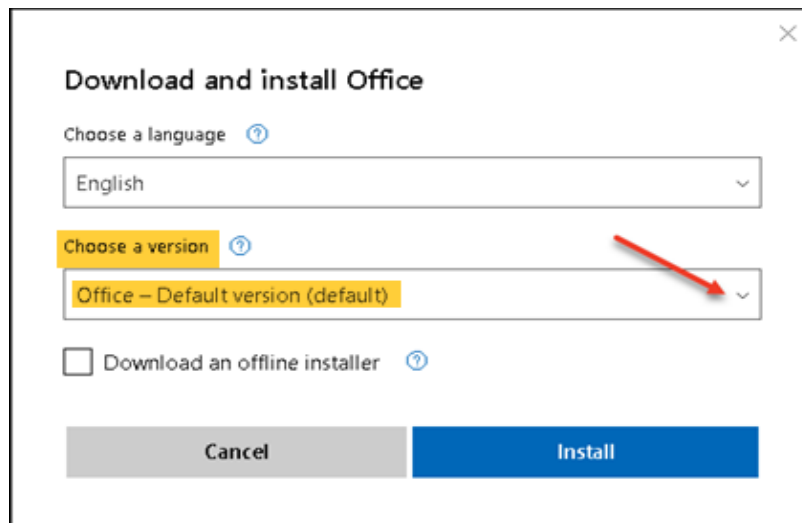 Download and install Office
Choose a language
English
Choose a version
Office – Default version (default)
Download an offline installer
Cancel
Install